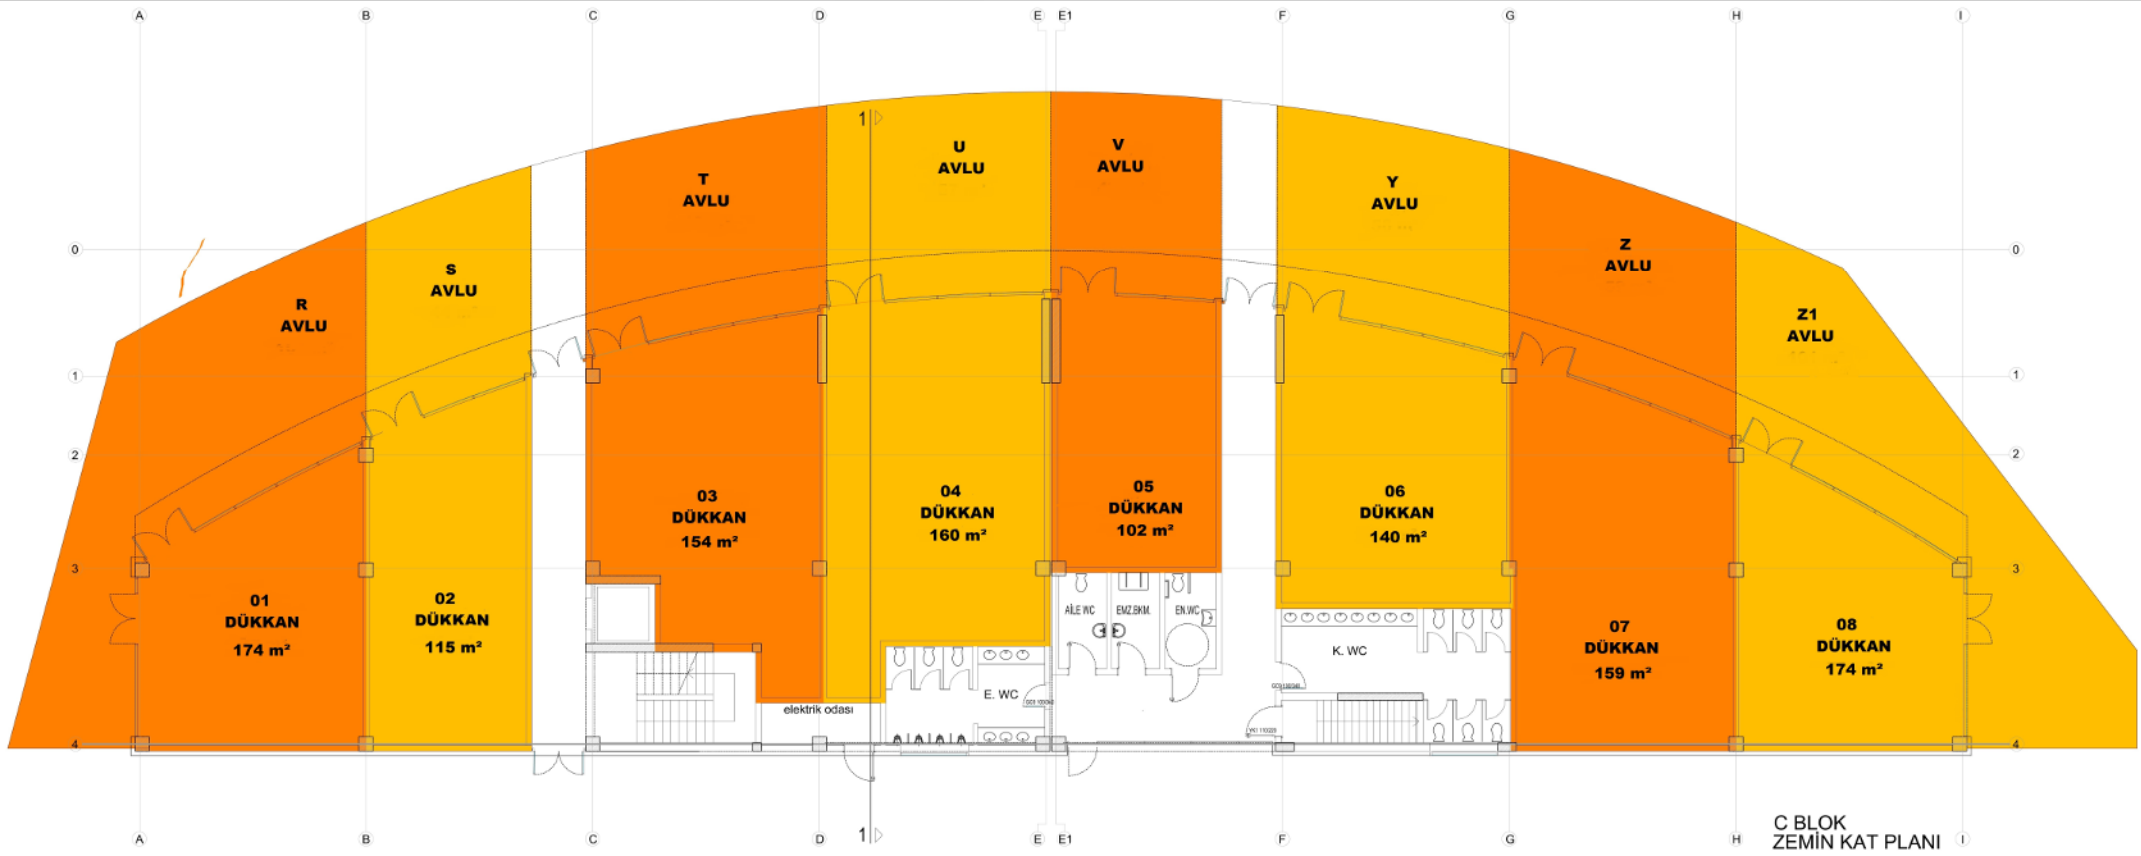 A B C D E E1 F G H I
1
U
AVLU
V
AVLU
T
AVLU
Y
AVLU
0 0
S
AVLU
Z
AVLU
R
AVLU
Z1
AVLU
1 1
2 2
03
DÜKKAN
154 m²
04
DÜKKAN
160 m²
05
DÜKKAN
102 m²
06
DÜKKAN
140 m²
3 3
01
DÜKKAN
174 m²
02
DÜKKAN
115 m²
AİLE WC EMZ.BKM. EN.WC
07
DÜKKAN
159 m²
08
DÜKKAN
174 m²
K. WC
E. WC
elektrik odası
4 4
1
A B C D E E1 F G H I
C BLOK
ZEMİN KAT PLANI